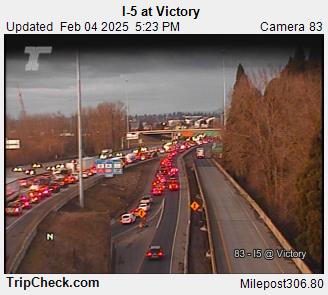 I-5 at Victory
Updated Feb 04 2025 5:23 PM Camera 83
T
N
83 - I5 @ Victory
TripCheck.com Milepost306.80